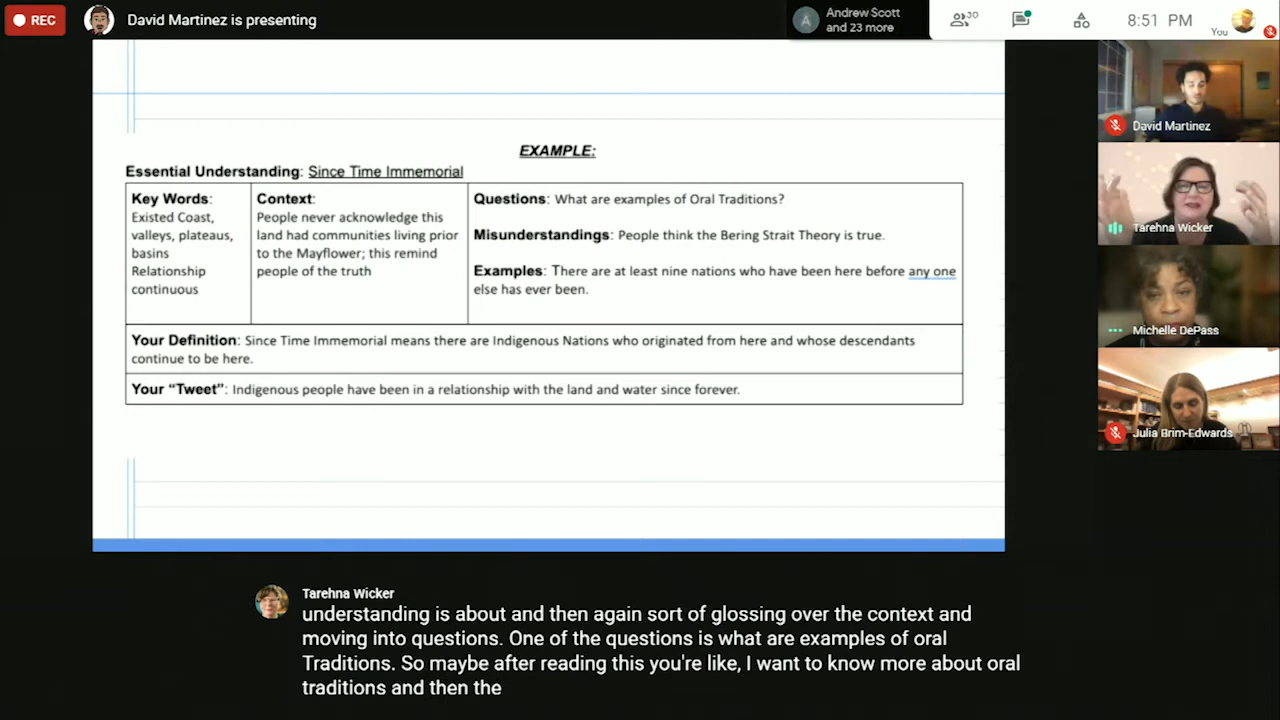 REC
David Martinez is presenting
Andrew Scott
and 23 more
30
8:51 PM
You
A
EXAMPLE:
Essential Understanding: Since Time Immemorial
Key Words:
Existed Coast,
valleys, plateaus,
basins
Relationship
continuous
Context:
People never acknowledge this
land had communities living prior
to the Mayflower; this remind
people of the truth
Questions: What are examples of Oral Traditions?
Misunderstandings: People think the Bering Strait Theory is true.
Examples: There are at least nine nations who have been here before any one
else has ever been.
Your Definition: Since Time Immemorial means there are Indigenous Nations who originated from here and whose descendants
continue to be here.
Your “Tweet”: Indigenous people have been in a relationship with the land and water since forever.
David Martinez
Tarehna Wicker
Michelle DePass
Julia Brim-Edwards
Tarehna Wicker
understanding is about and then again sort of glossing over the context and
moving into questions. One of the questions is what are examples of oral
Traditions. So maybe after reading this you're like, I want to know more about oral
traditions and then the